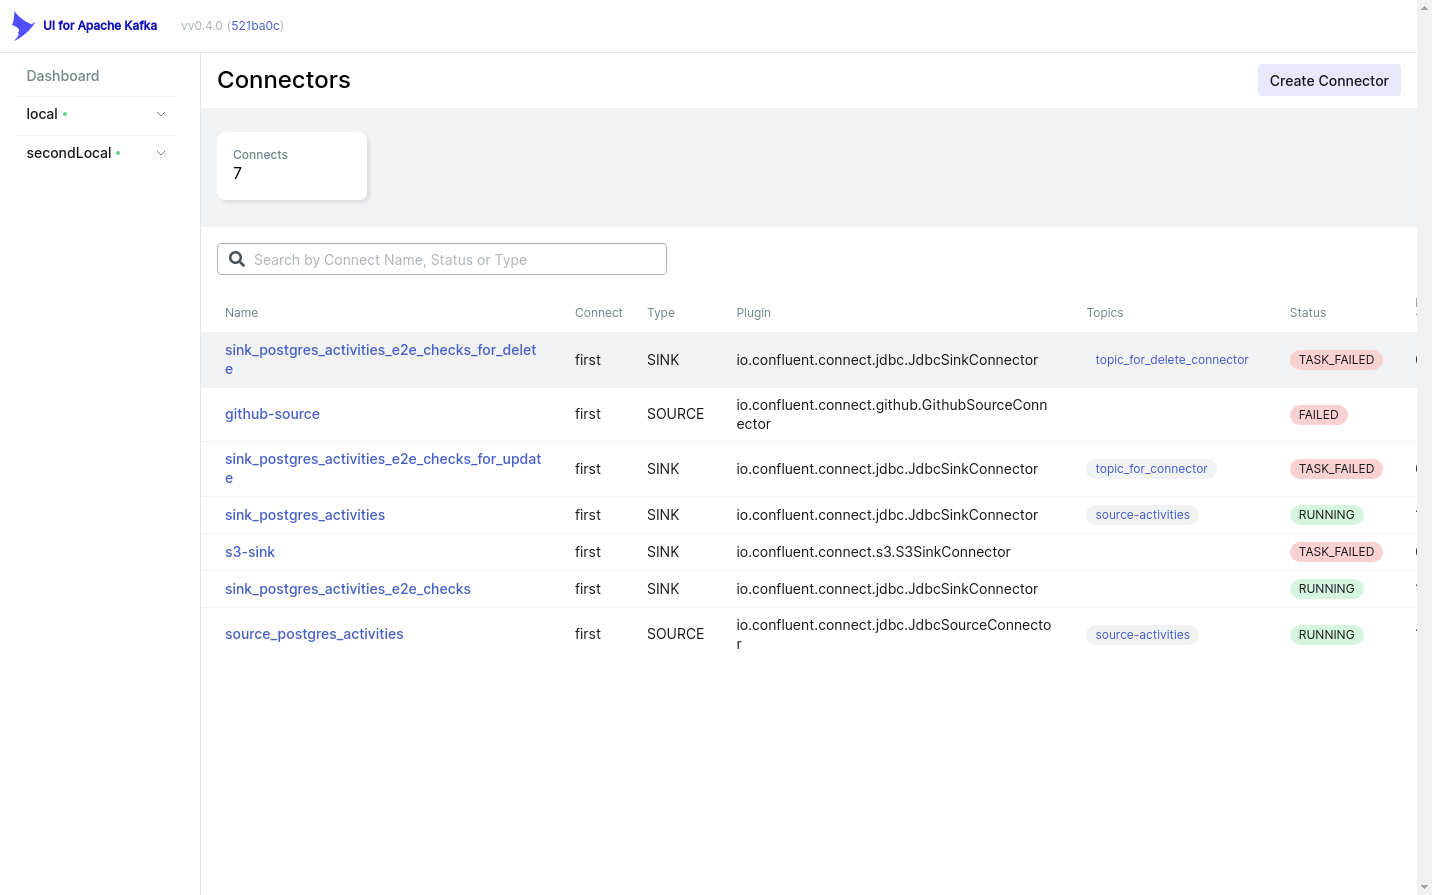 UI for Apache Kafka vv0.4.0 (521ba0c)
Dashboard
local
secondLocal
Connectors
Create Connector
Connects
7
Search by Connect Name, Status or Type
Name Connect Type Plugin Topics Status
sink_postgres_activities_e2e_checks_for_delet
e
first SINK io.confluent.connect.jdbc.JdbcSinkConnector topic_for_delete_connector TASK_FAILED
github-source first SOURCE
io.confluent.connect.github.GithubSourceConn
ector
FAILED
sink_postgres_activities_e2e_checks_for_updat
e
first SINK io.confluent.connect.jdbc.JdbcSinkConnector topic_for_connector TASK_FAILED
sink_postgres_activities first SINK io.confluent.connect.jdbc.JdbcSinkConnector source-activities RUNNING
s3-sink first SINK io.confluent.connect.s3.S3SinkConnector TASK_FAILED
sink_postgres_activities_e2e_checks first SINK io.confluent.connect.jdbc.JdbcSinkConnector RUNNING
source_postgres_activities first SOURCE
io.confluent.connect.jdbc.JdbcSourceConnecto
r
source-activities RUNNING